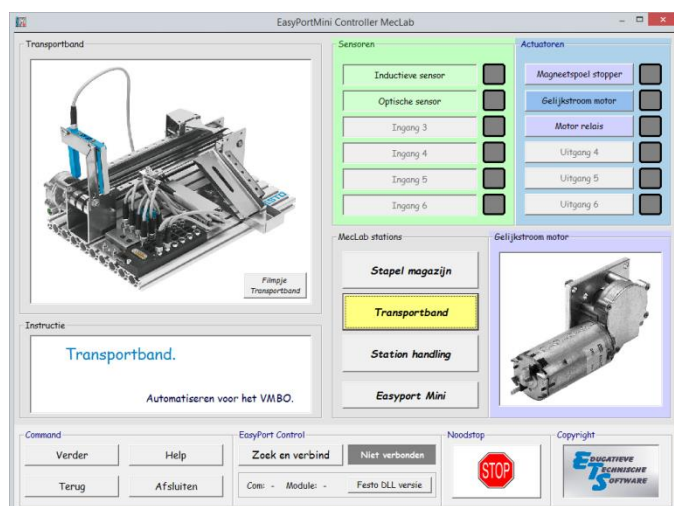 EasyPortMini Controller MecLab
Transportband
Filmpje
Transportband
Instructie
Transportband.
Automatiseren voor het VMBO.
Sensoren
Inductieve sensor
Optische sensor
Ingang 3
Ingang 4
Ingang 5
Ingang 6
Actuatoren
Magneetspoel stopper
Gelijkstroom motor
Motor relais
Uitgang 4
Uitgang 5
Uitgang 6
MecLab stations
Stapel magazijn
Transportband
Station handling
Easyport Mini
Gelijkstroom motor
Command
Verder
Help
Terug
Afsluiten
EasyPort Control
Zoek en verbind
Niet verbonden
Com: - Module: -
Festo DLL versie
Noodstop
STOP
Copyright
EDUCATIEVE
TECHNISCHE
SOFTWARE